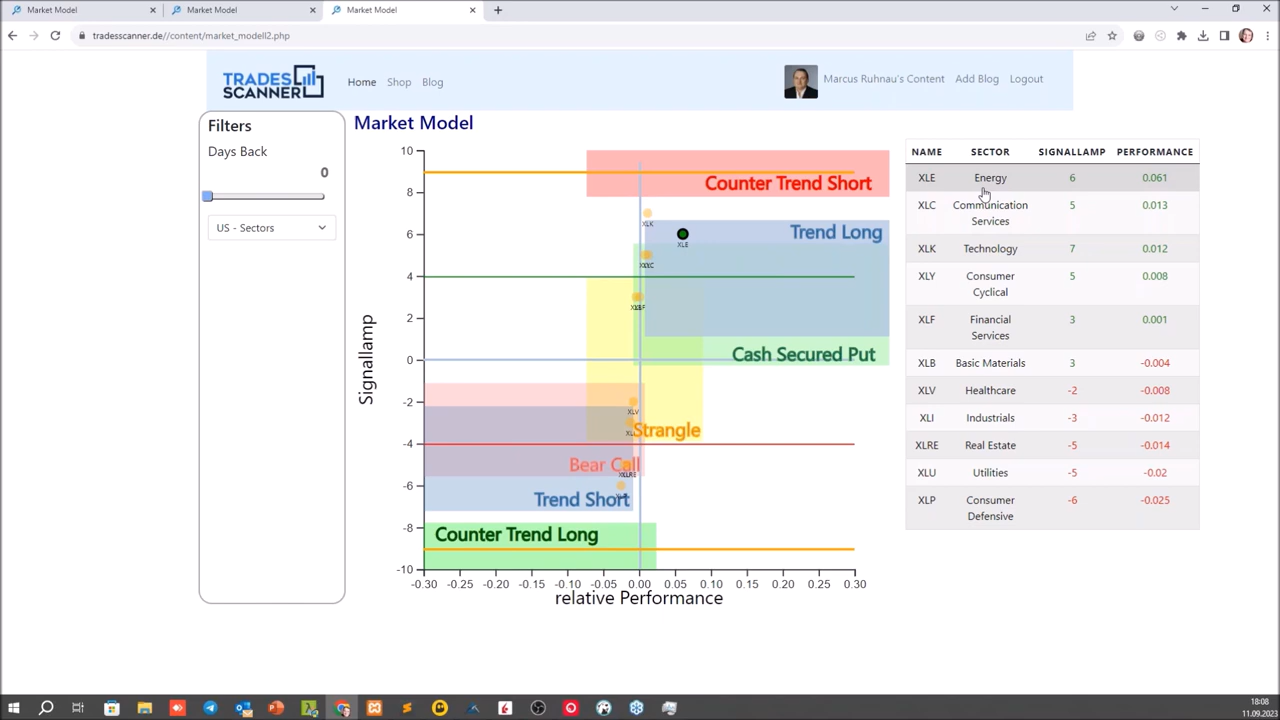 Market Model
Market Model
Market Model
tradesscanner.de//content/market_modell2.php
TRADES
SCANNER
Home Shop Blog
Marcus Ruhnau's Content Add Blog Logout
Filters
Days Back
0
US - Sectors
Market Model
Signallamp
10
8
6
4
2
0
-2
-4
-6
-8
-10
Counter Trend Short
XLK
Trend Long
XLE
Cash Secured Put
XLV
Strangle
Bear Call
Trend Short
Counter Trend Long
-0.30 -0.25 -0.20 -0.15 -0.10 -0.05 0.00 0.05 0.10 0.15 0.20 0.25 0.30
relative Performance
NAME SECTOR SIGNALLAMP PERFORMANCE
XLE Energy 6 0.061
XLC Communication Services 5 0.013
XLK Technology 7 0.012
XLY Consumer Cyclical 5 0.008
XLF Financial Services 3 0.001
XLB Basic Materials 3 -0.004
XLV Healthcare -2 -0.008
XLI Industrials -3 -0.012
XLRE Real Estate -5 -0.014
XLU Utilities -5 -0.02
XLP Consumer Defensive -6 -0.025
18:08
11.09.2023